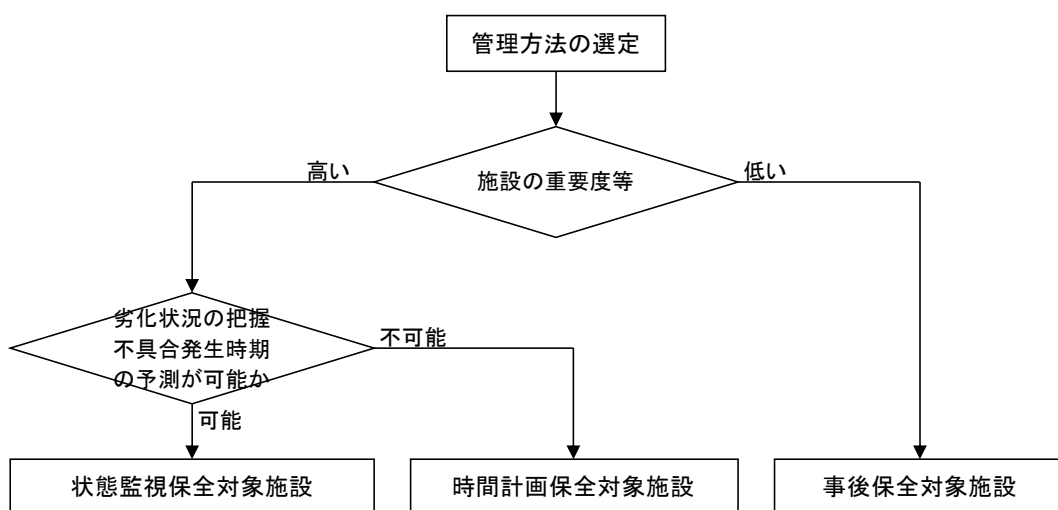 管理方法の選定
施設の重要度等
高い
低い
劣化状況の把握
不具合発生時期
の予測が可能か
不可能
可能
状態監視保全対象施設
時間計画保全対象施設
事後保全対象施設